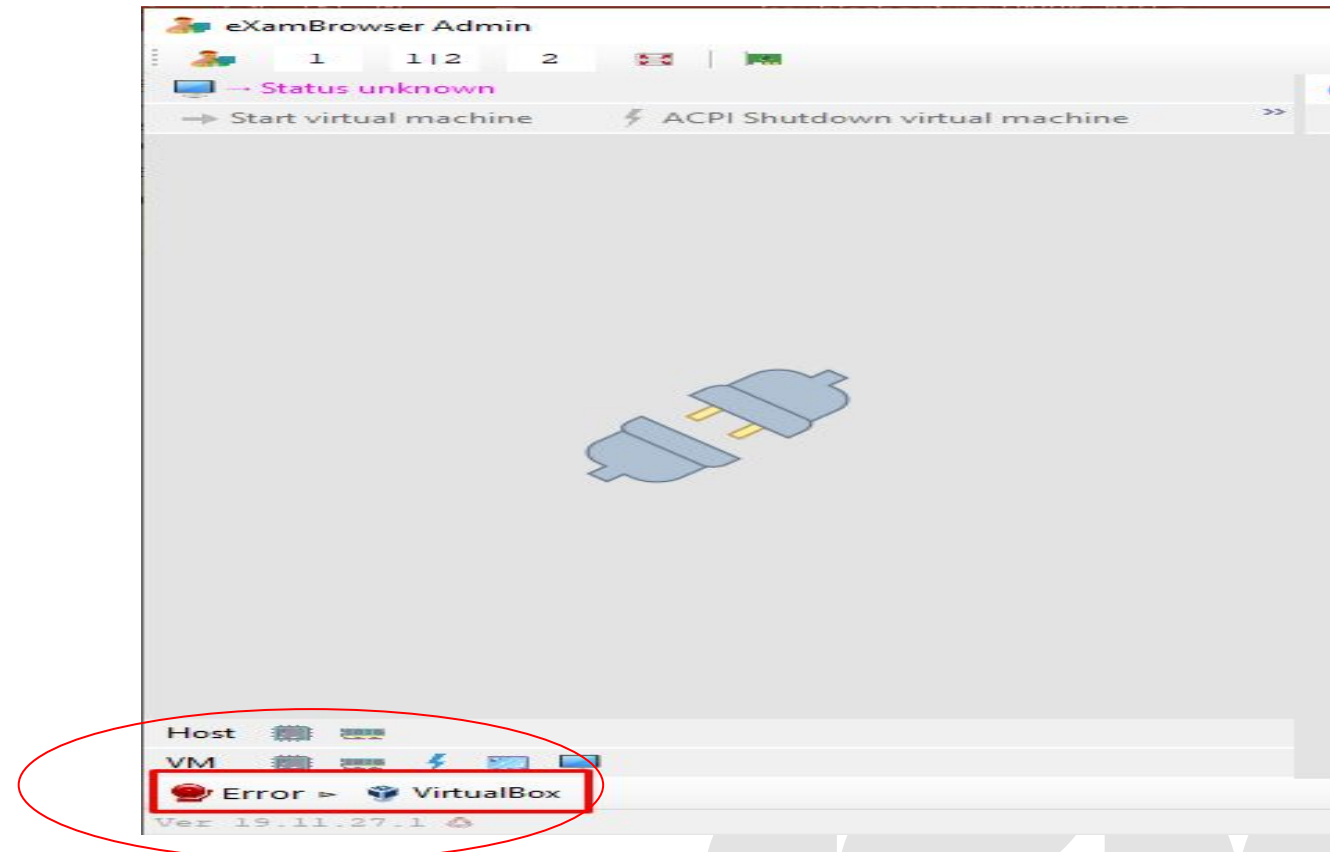 eXamBrowser Admin
1 1|2 2
→ Status unknown
Start virtual machine ACPI Shutdown virtual machine >>
Host
VM
Error ▻ VirtualBox
Ver 19.11.27.1